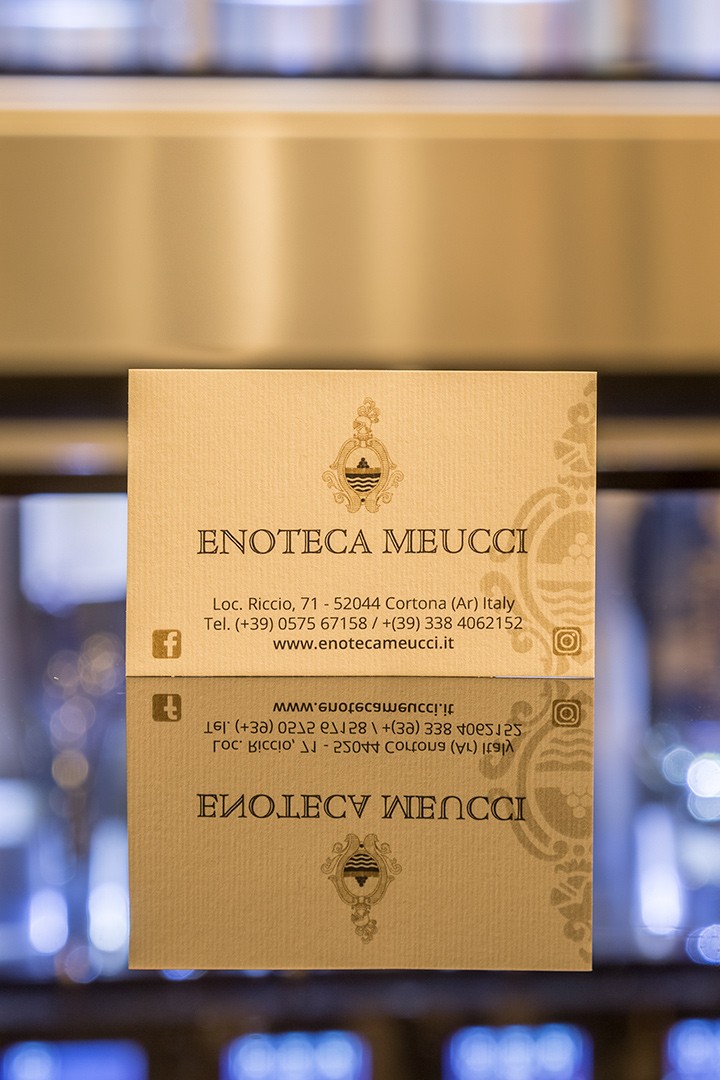 ENOTECA MEUCCI
Loc. Riccio, 71 - 52044 Cortona (Ar) Italy
Tel. (+39) 0575 67158 / +(39) 338 4062152
www.enotecameucci.it